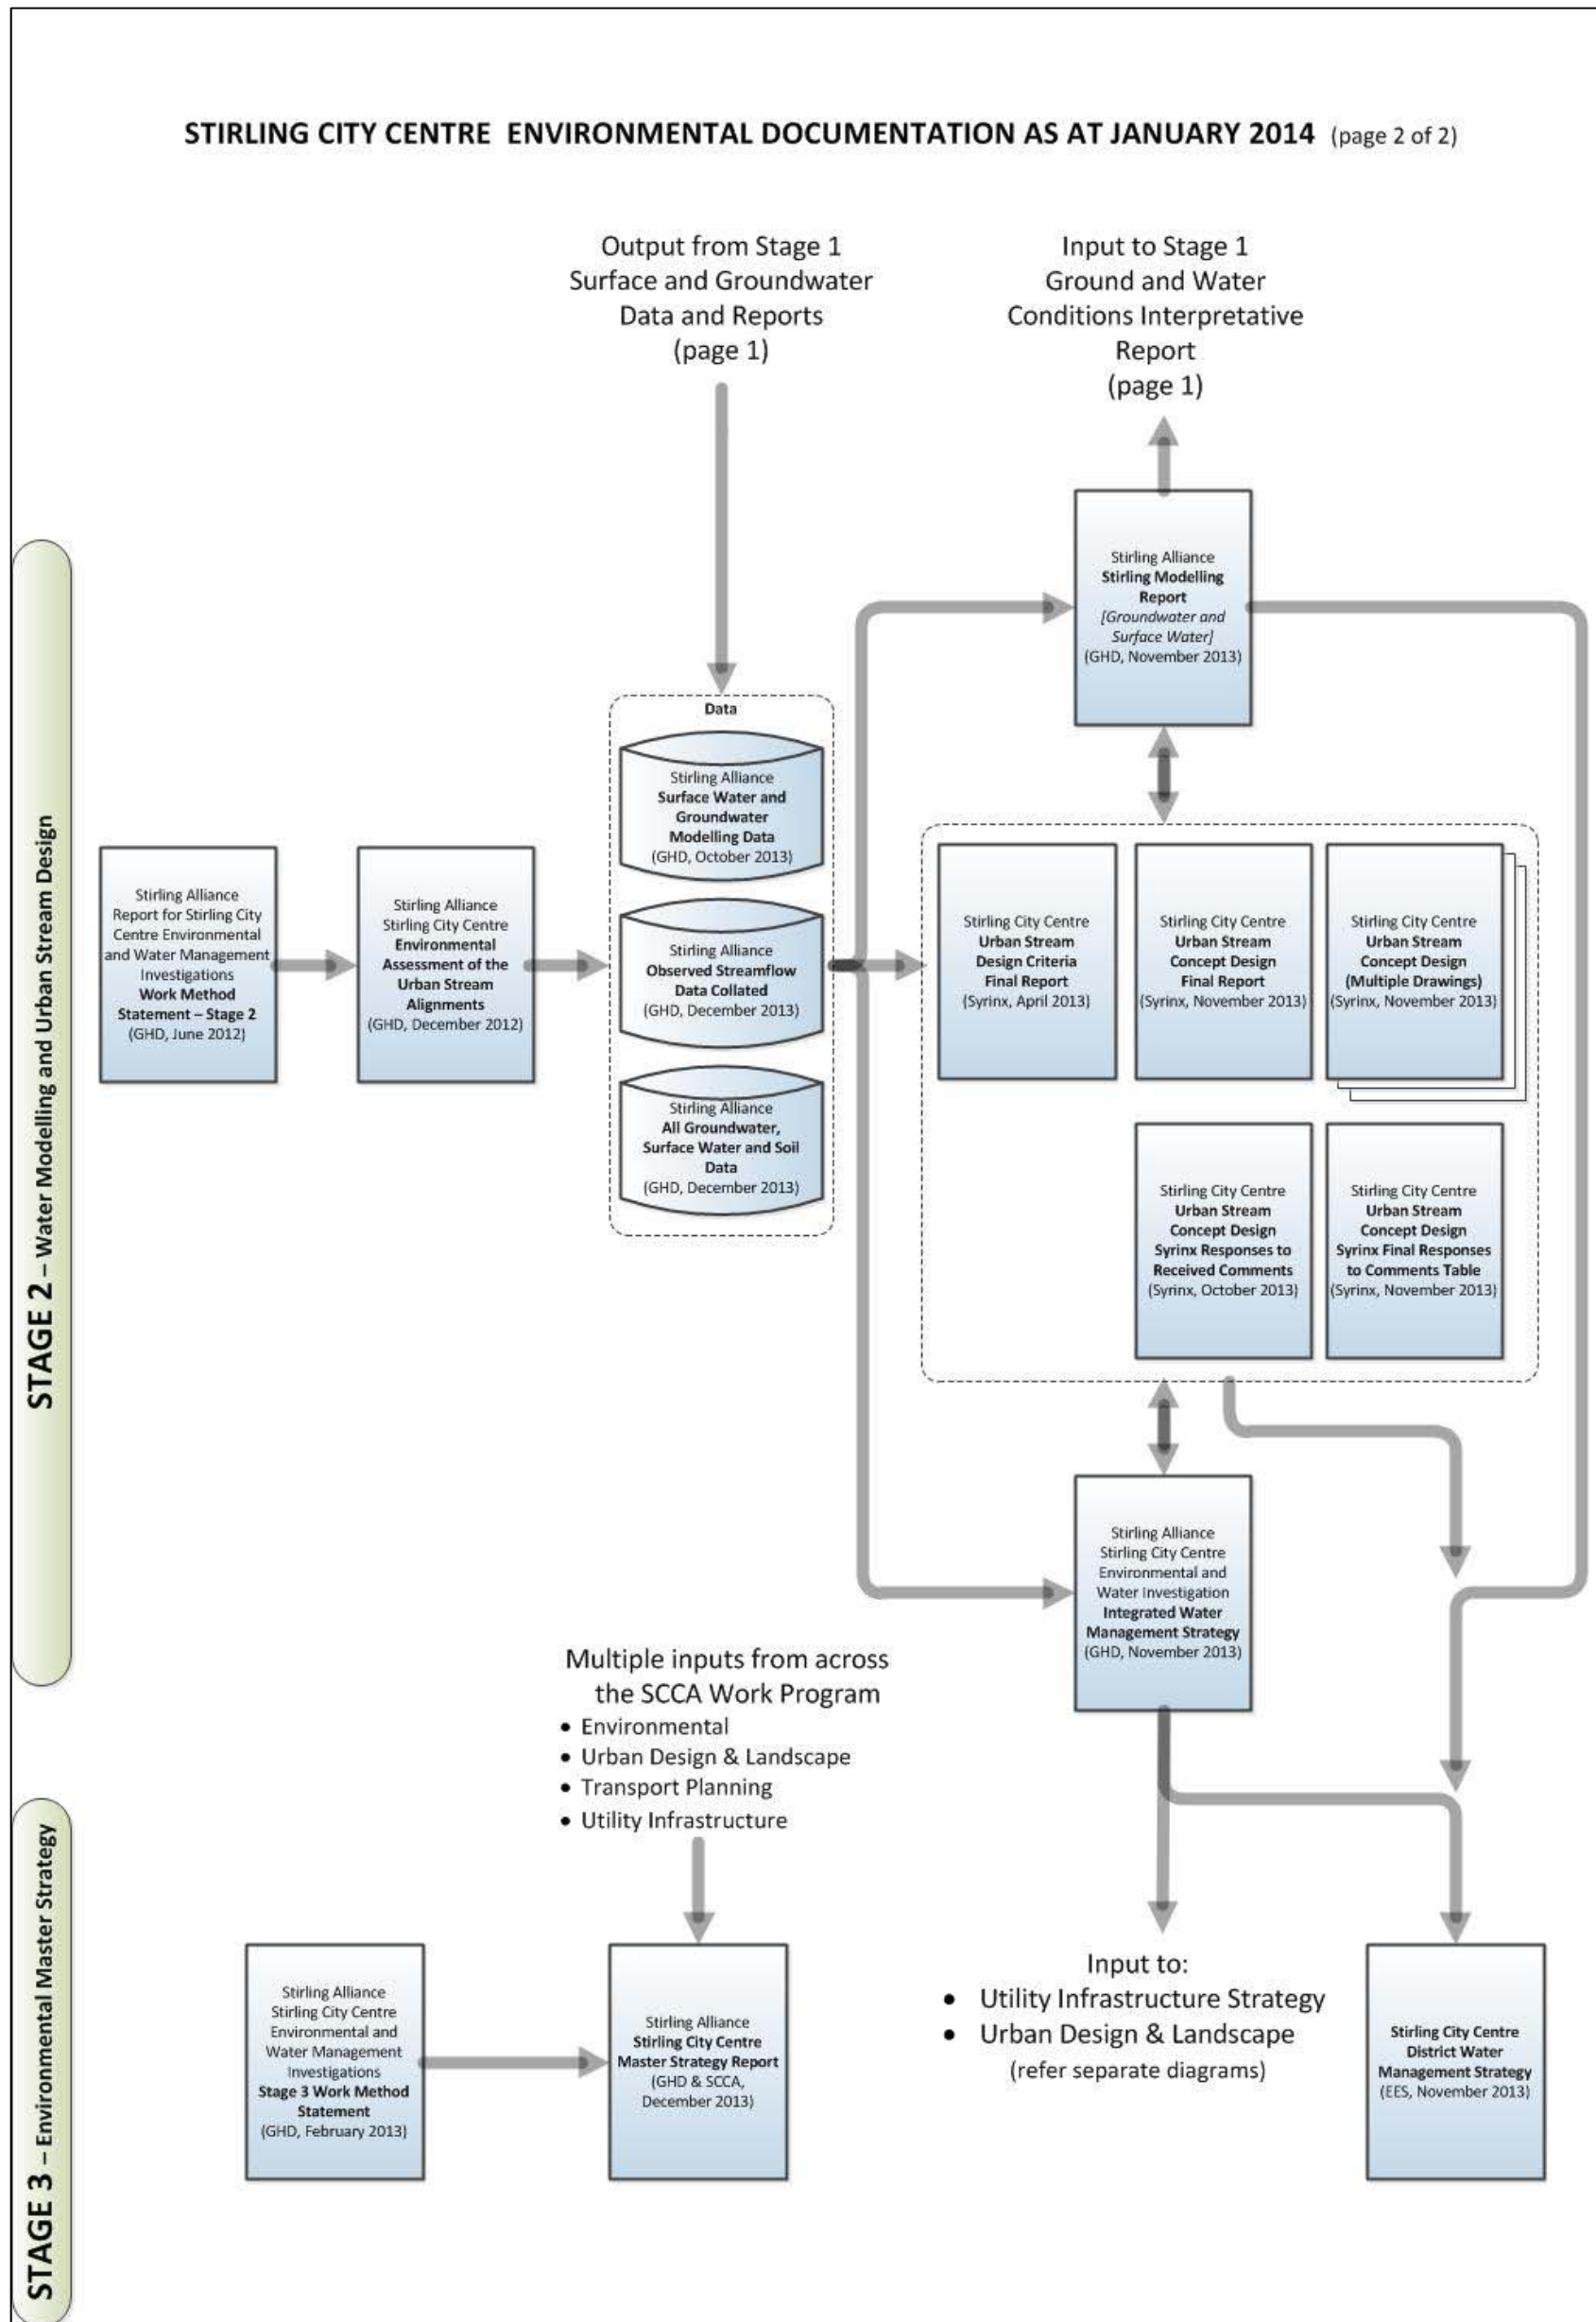 STIRLING CITY CENTRE ENVIRONMENTAL DOCUMENTATION AS AT JANUARY 2014 (page 2 of 2)
Output from Stage 1
Surface and Groundwater
Data and Reports
(page 1)
Input to Stage 1
Ground and Water
Conditions Interpretative
Report
(page 1)
STAGE 2 – Water Modelling and Urban Stream Design
Stirling Alliance
Stirling Modelling
Report
[Groundwater and
Surface Water]
(GHD, November 2013)
Stirling Alliance
Report for Stirling City
Centre Environmental
and Water Management
Investigations
Work Method
Statement – Stage 2
(GHD, June 2012)
Stirling Alliance
Stirling City Centre
Environmental
Assessment of the
Urban Stream
Alignments
(GHD, December 2012)
Data
Stirling Alliance
Surface Water and
Groundwater
Modelling Data
(GHD, October 2013)
Stirling Alliance
Observed Streamflow
Data Collated
(GHD, December 2013)
Stirling Alliance
All Groundwater,
Surface Water and Soil
Data
(GHD, December 2013)
Stirling City Centre
Urban Stream
Design Criteria
Final Report
(Syrinx, April 2013)
Stirling City Centre
Urban Stream
Concept Design
Final Report
(Syrinx, November 2013)
Stirling City Centre
Urban Stream
Concept Design
(Multiple Drawings)
(Syrinx, November 2013)
Stirling City Centre
Urban Stream
Concept Design
Syrinx Responses to
Received Comments
(Syrinx, October 2013)
Stirling City Centre
Urban Stream
Concept Design
Syrinx Final Responses
to Comments Table
(Syrinx, November 2013)
Stirling Alliance
Stirling City Centre
Environmental and
Water Investigation
Integrated Water
Management Strategy
(GHD, November 2013)
STAGE 3 – Environmental Master Strategy
Multiple inputs from across
the SCCA Work Program
• Environmental
• Urban Design & Landscape
• Transport Planning
• Utility Infrastructure
Stirling Alliance
Stirling City Centre
Environmental and
Water Management
Investigations
Stage 3 Work Method
Statement
(GHD, February 2013)
Stirling Alliance
Stirling City Centre
Master Strategy Report
(GHD & SCCA,
December 2013)
Input to:
• Utility Infrastructure Strategy
• Urban Design & Landscape
(refer separate diagrams)
Stirling City Centre
District Water
Management Strategy
(EES, November 2013)